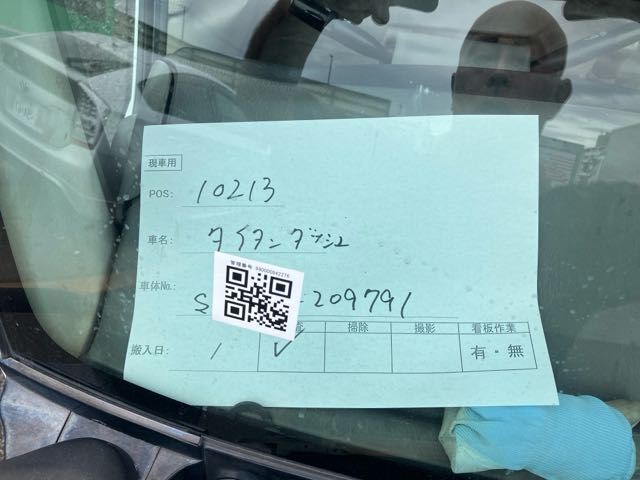 現車用
POS: 10213
車名: タイタンダッシュ
管理番号 990000942276
車体No. S 209791
掃除 撮影 看板作業
搬入日: / ✓ 有・無